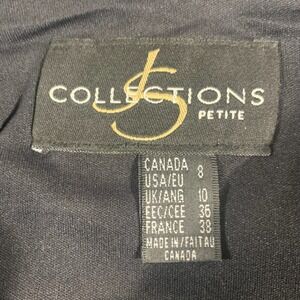 JS
COLLECTIONS
PETITE
CANADA 8
USA/EU
UK/ANG 10
EEC/CEE 36
FRANCE 38
MADE IN/FAIT AU
CANADA